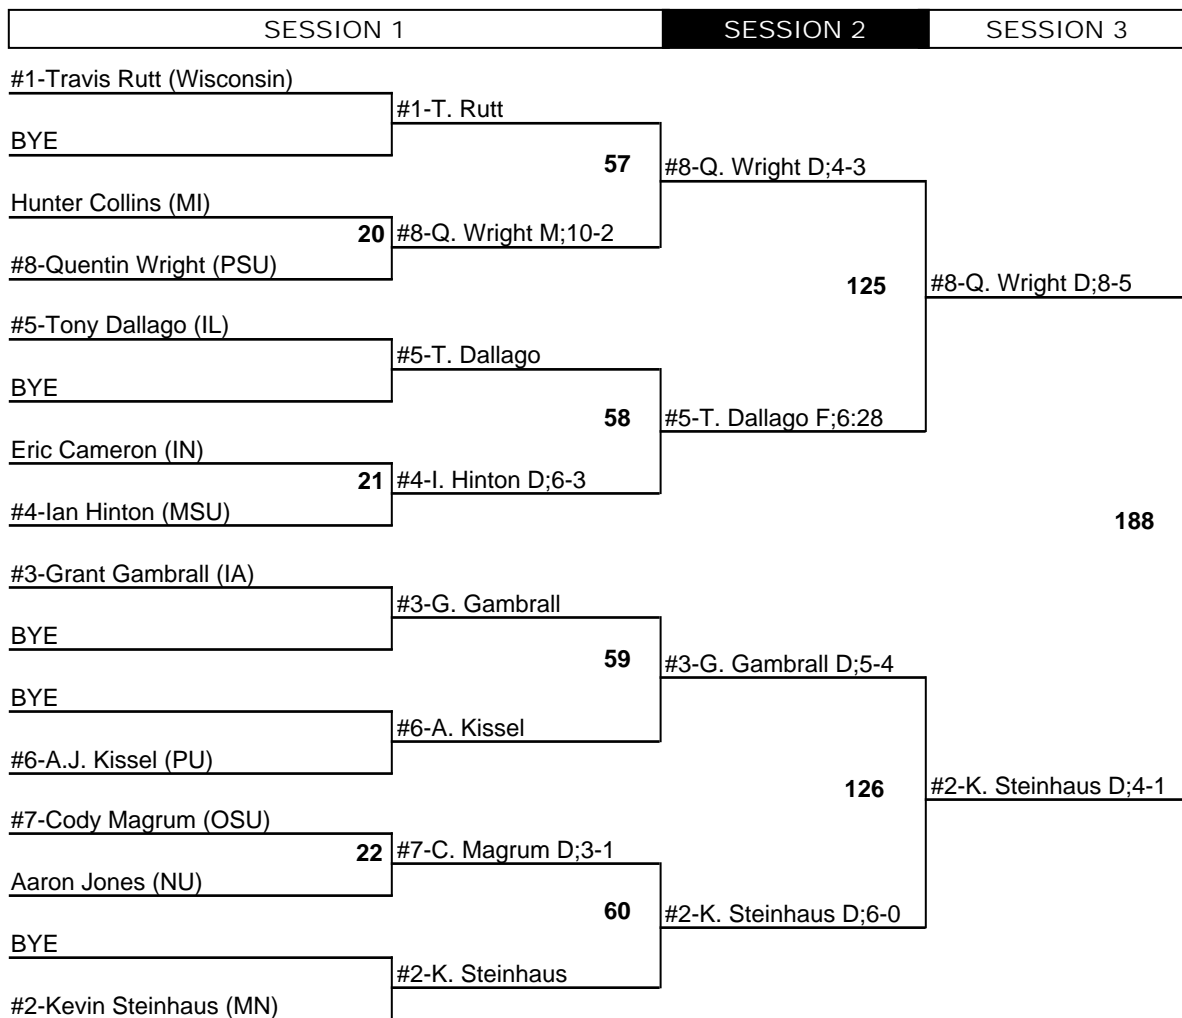 SESSION 1
SESSION 2
SESSION 3
#1-Travis Rutt (Wisconsin)
#1-T. Rutt
BYE
57
#8-Q. Wright D;4-3
Hunter Collins (MI)
20
#8-Q. Wright M;10-2
#8-Quentin Wright (PSU)
125
#8-Q. Wright D;8-5
#5-Tony Dallago (IL)
#5-T. Dallago
BYE
58
#5-T. Dallago F;6:28
Eric Cameron (IN)
21
#4-I. Hinton D;6-3
#4-Ian Hinton (MSU)
188
#3-Grant Gambrall (IA)
#3-G. Gambrall
BYE
59
#3-G. Gambrall D;5-4
BYE
#6-A. Kissel
#6-A.J. Kissel (PU)
126
#2-K. Steinhaus D;4-1
#7-Cody Magrum (OSU)
22
#7-C. Magrum D;3-1
Aaron Jones (NU)
60
#2-K. Steinhaus D;6-0
BYE
#2-K. Steinhaus
#2-Kevin Steinhaus (MN)